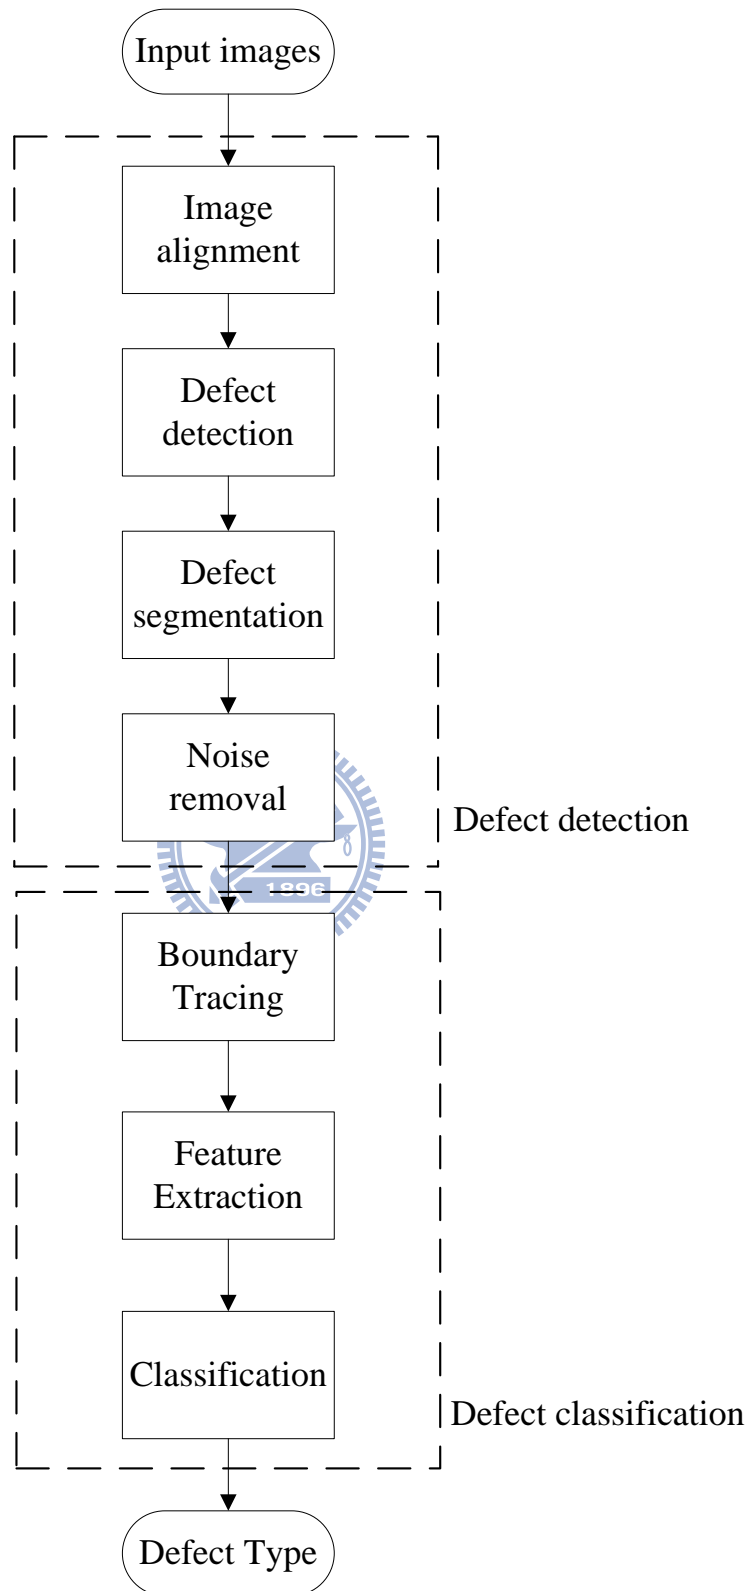 Input images
Image
alignment
Defect
detection
Defect
segmentation
Noise
removal
Defect detection
1896
Boundary
Tracing
Feature
Extraction
Classification
Defect classification
Defect Type